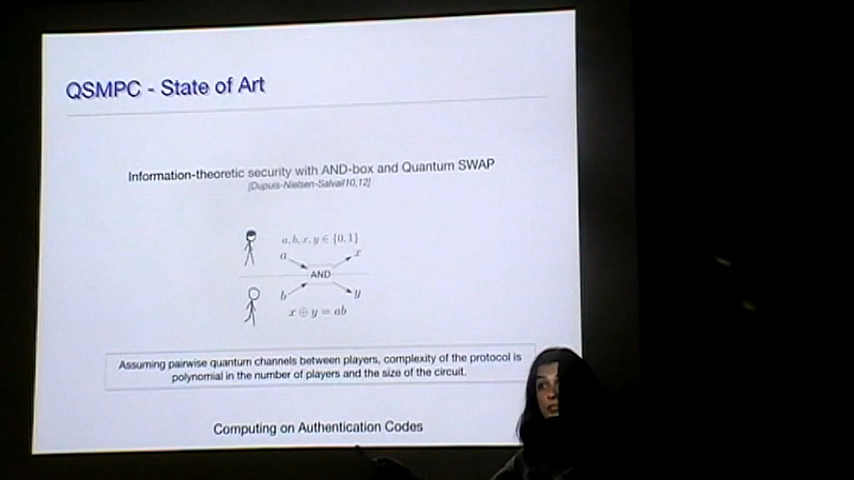 QSMPC - State of Art
Information-theoretic security with AND-box and Quantum SWAP
[Dupuis-Nielsen-Salvail10,12]
a, b, x, y ∈ {0, 1}
a
x
AND
b
y
x ⊕ y = ab
Assuming pairwise quantum channels between players, complexity of the protocol is
polynomial in the number of players and the size of the circuit.
Computing on Authentication Codes